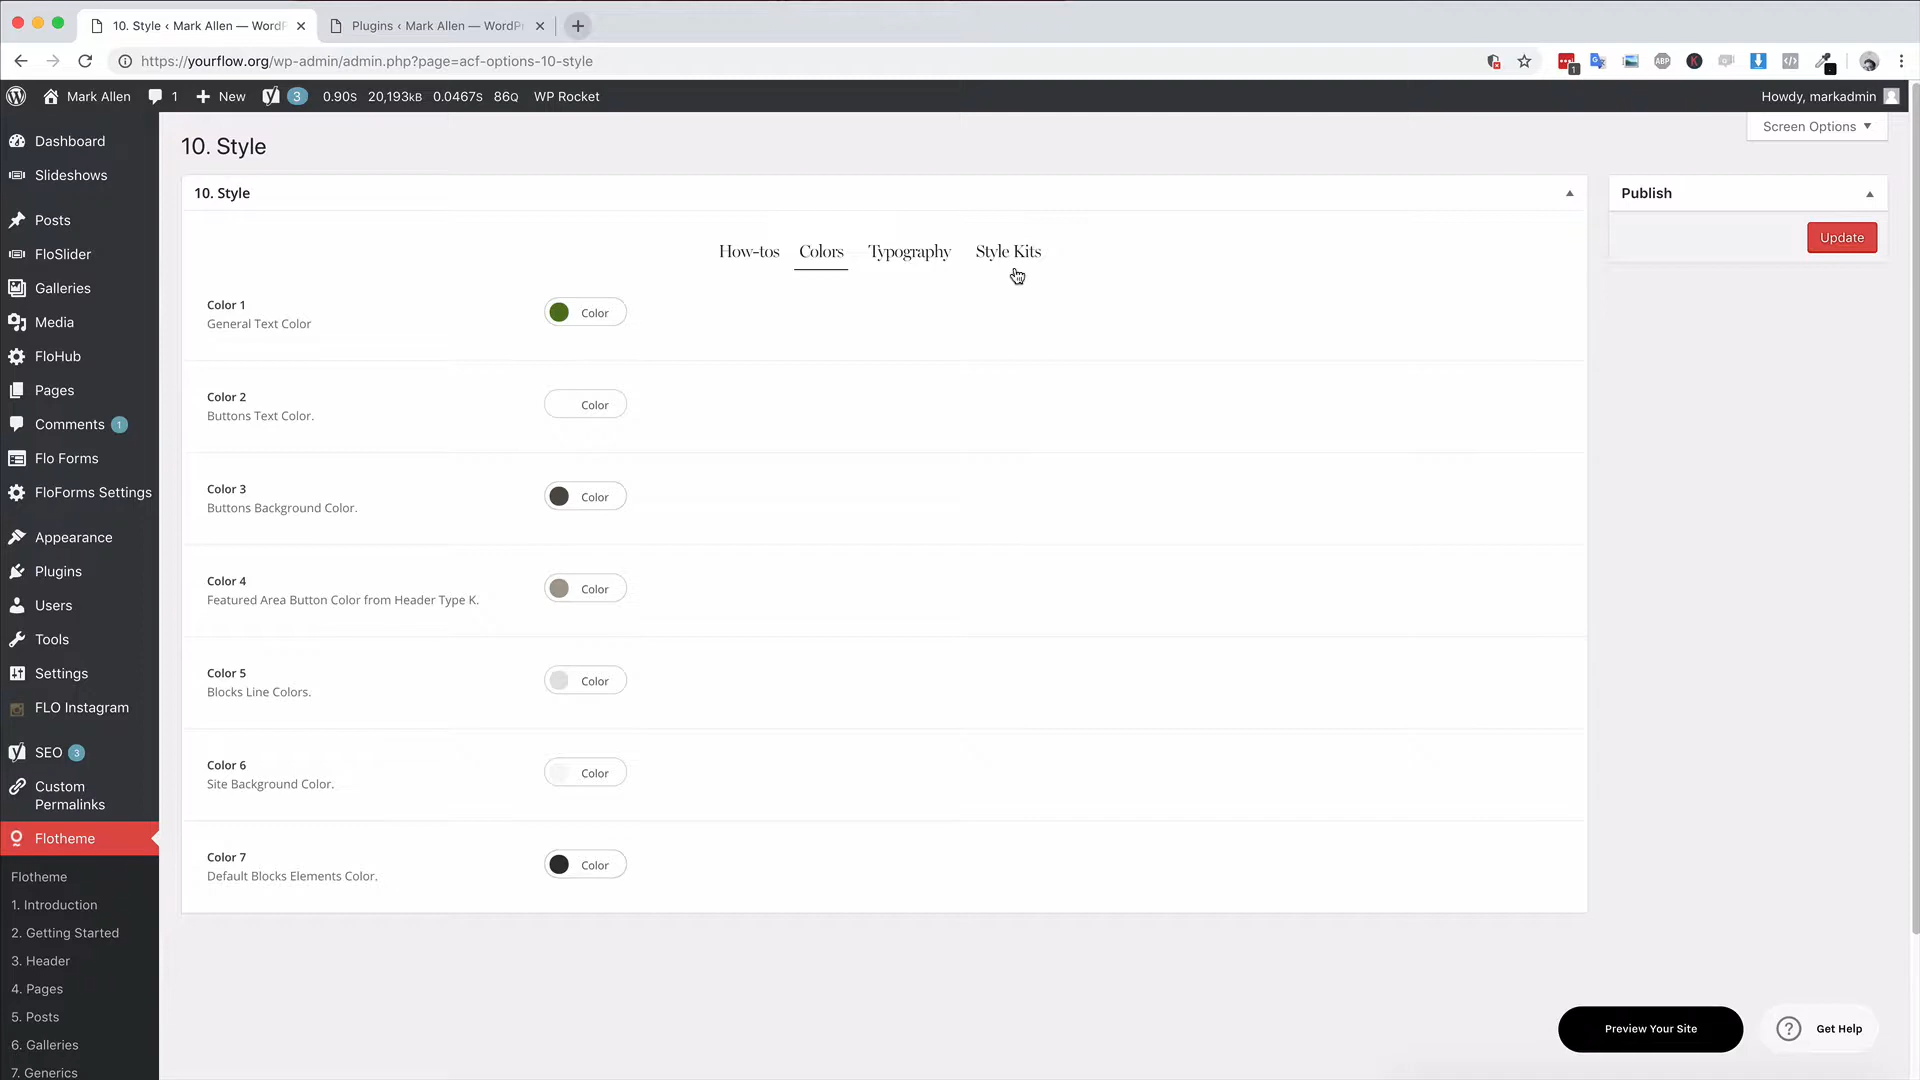 10. Style ‹ Mark Allen — WordP
Plugins ‹ Mark Allen — WordPr
https://yourflow.org/wp-admin/admin.php?page=acf-options-10-style
ABP
K
1
Mark Allen
1
New
3
0.90s
20,193kB
0.0467s
86Q
WP Rocket
Howdy, markadmin
Dashboard
Slideshows
Posts
FloSlider
Galleries
Media
FloHub
Pages
Comments 1
Flo Forms
FloForms Settings
Appearance
Plugins
Users
Tools
Settings
FLO Instagram
SEO 3
Custom
Permalinks
Flotheme
Flotheme
1. Introduction
2. Getting Started
3. Header
4. Pages
5. Posts
6. Galleries
7. Generics
10. Style
Screen Options
10. Style
How-tos
Colors
Typography
Style Kits
Color 1
General Text Color
Color
Color 2
Buttons Text Color.
Color
Color 3
Buttons Background Color.
Color
Color 4
Featured Area Button Color from Header Type K.
Color
Color 5
Blocks Line Colors.
Color
Color 6
Site Background Color.
Color
Color 7
Default Blocks Elements Color.
Color
Publish
Update
Preview Your Site
? Get Help